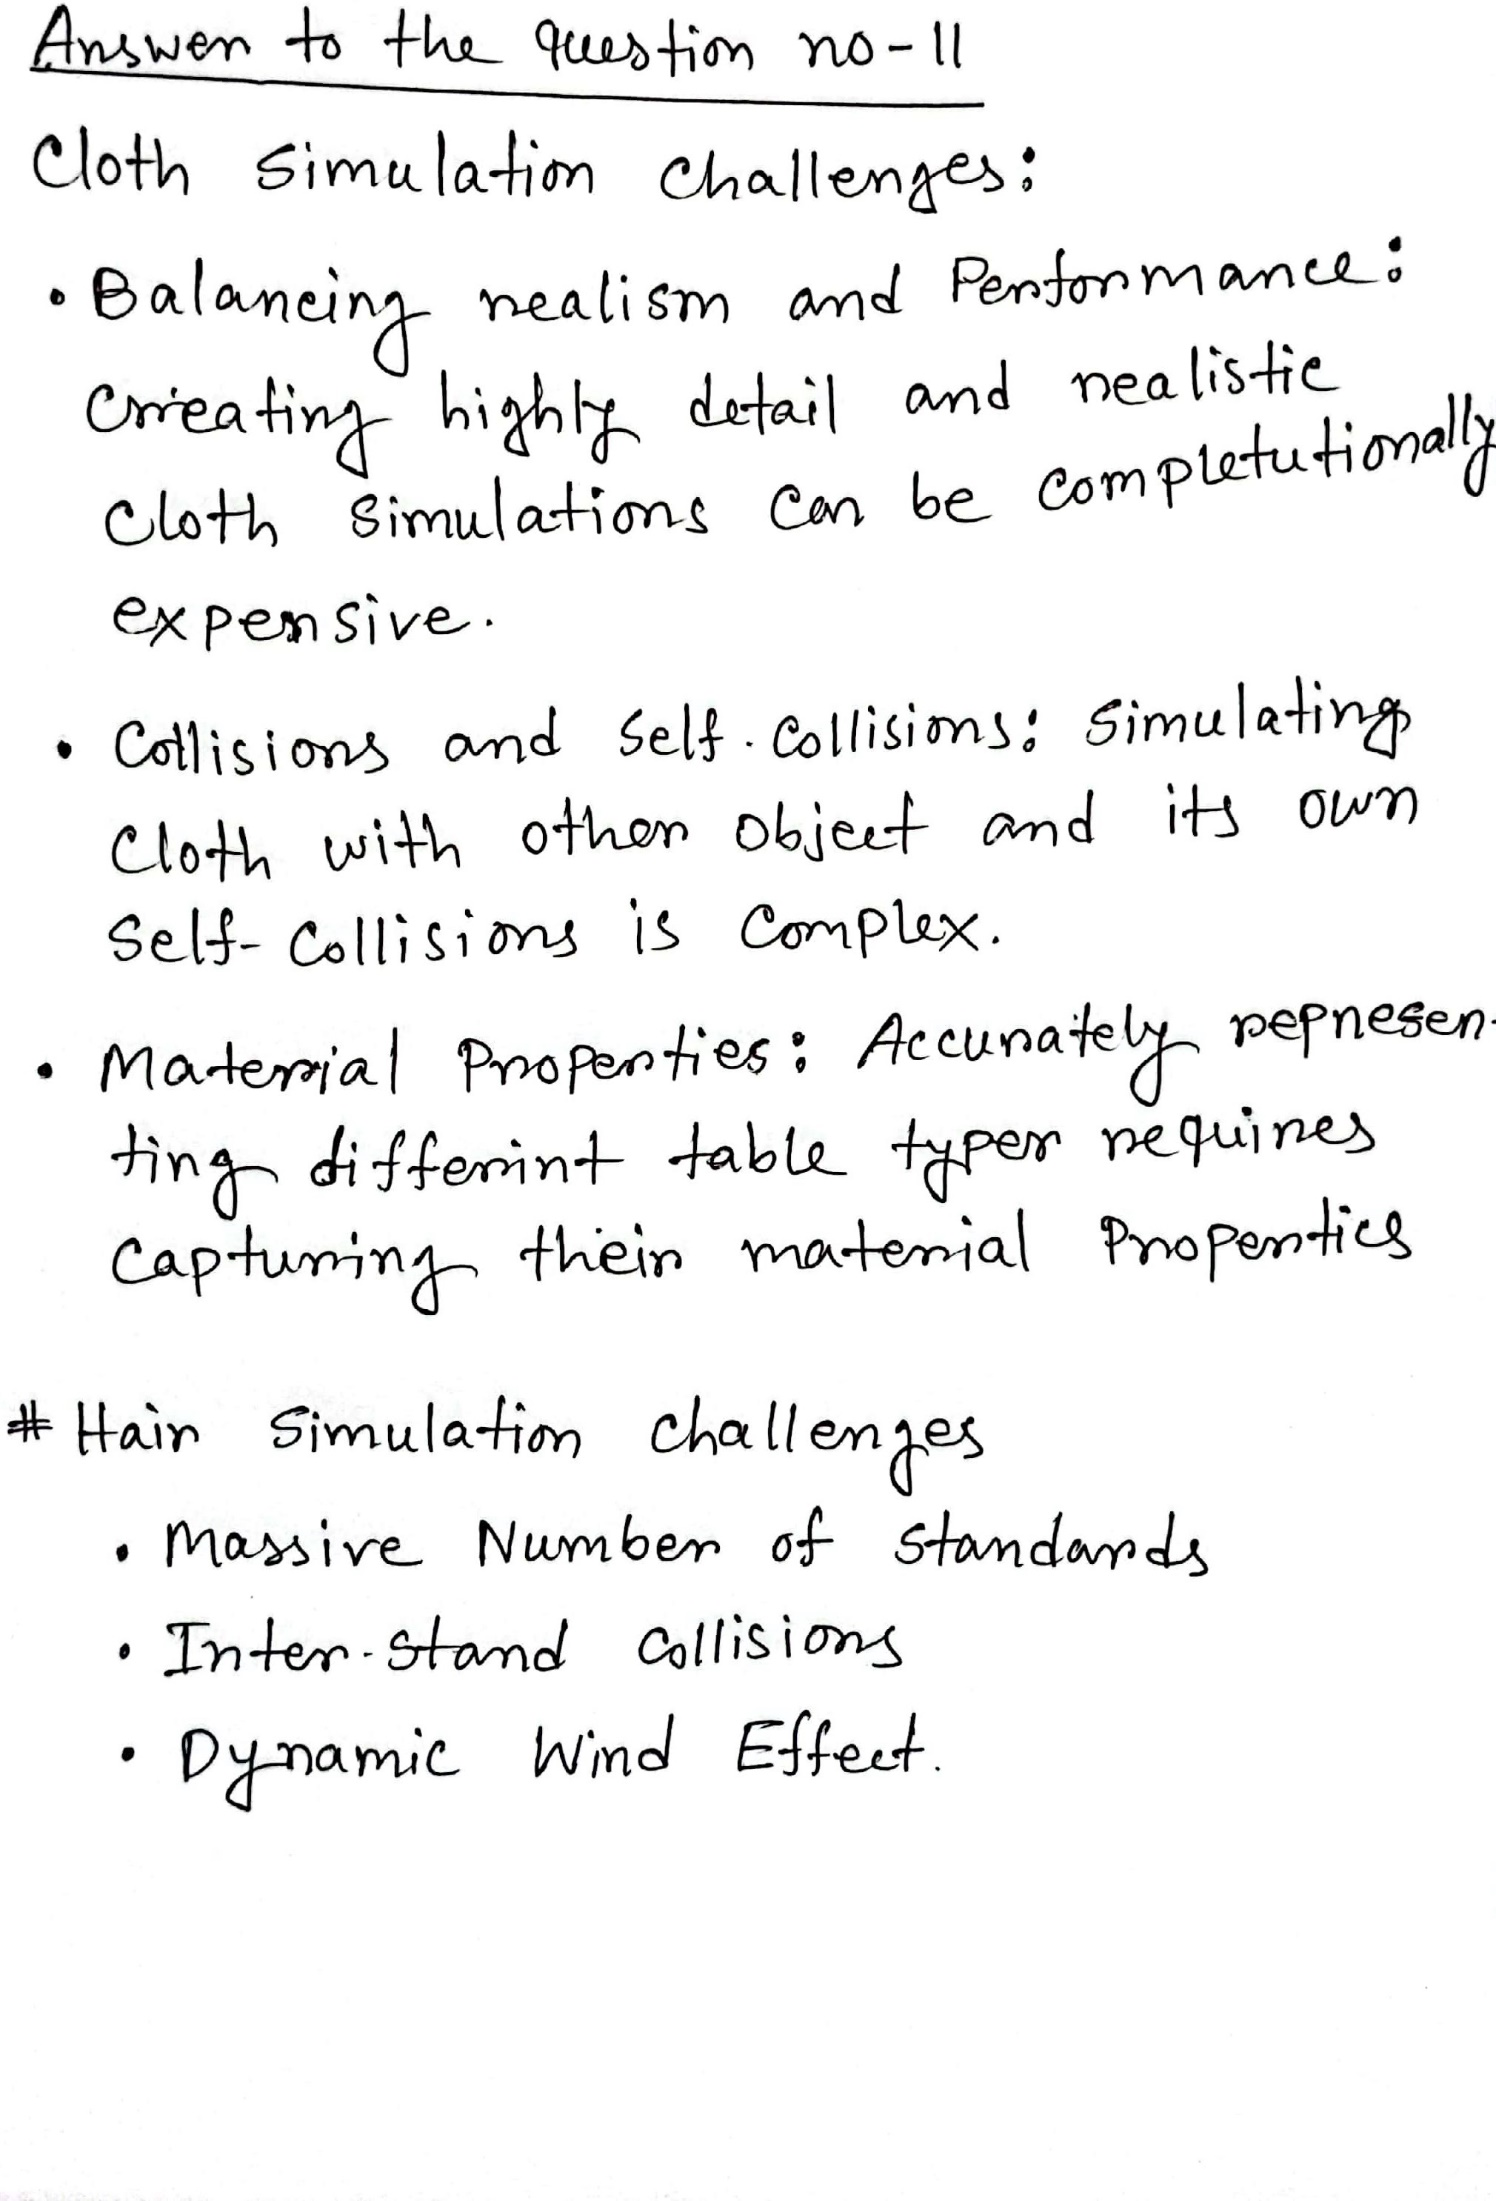 Answer to the question no-11
Cloth simulation challenges:
• Balancing realism and Performance:
Creating highly detail and realistic
cloth simulations can be completutionally
expensive.
• Collisions and Self-Collisions: Simulating
Cloth with other object and its own
Self-Collisions is Complex.
• Material Properties: Accurately represen-
ting differint table typer requires
Capturing their material Properties
# Hair Simulation challenges
• Massive Number of Standards
• Inter-Stand Collisions
• Dynamic Wind Effect.